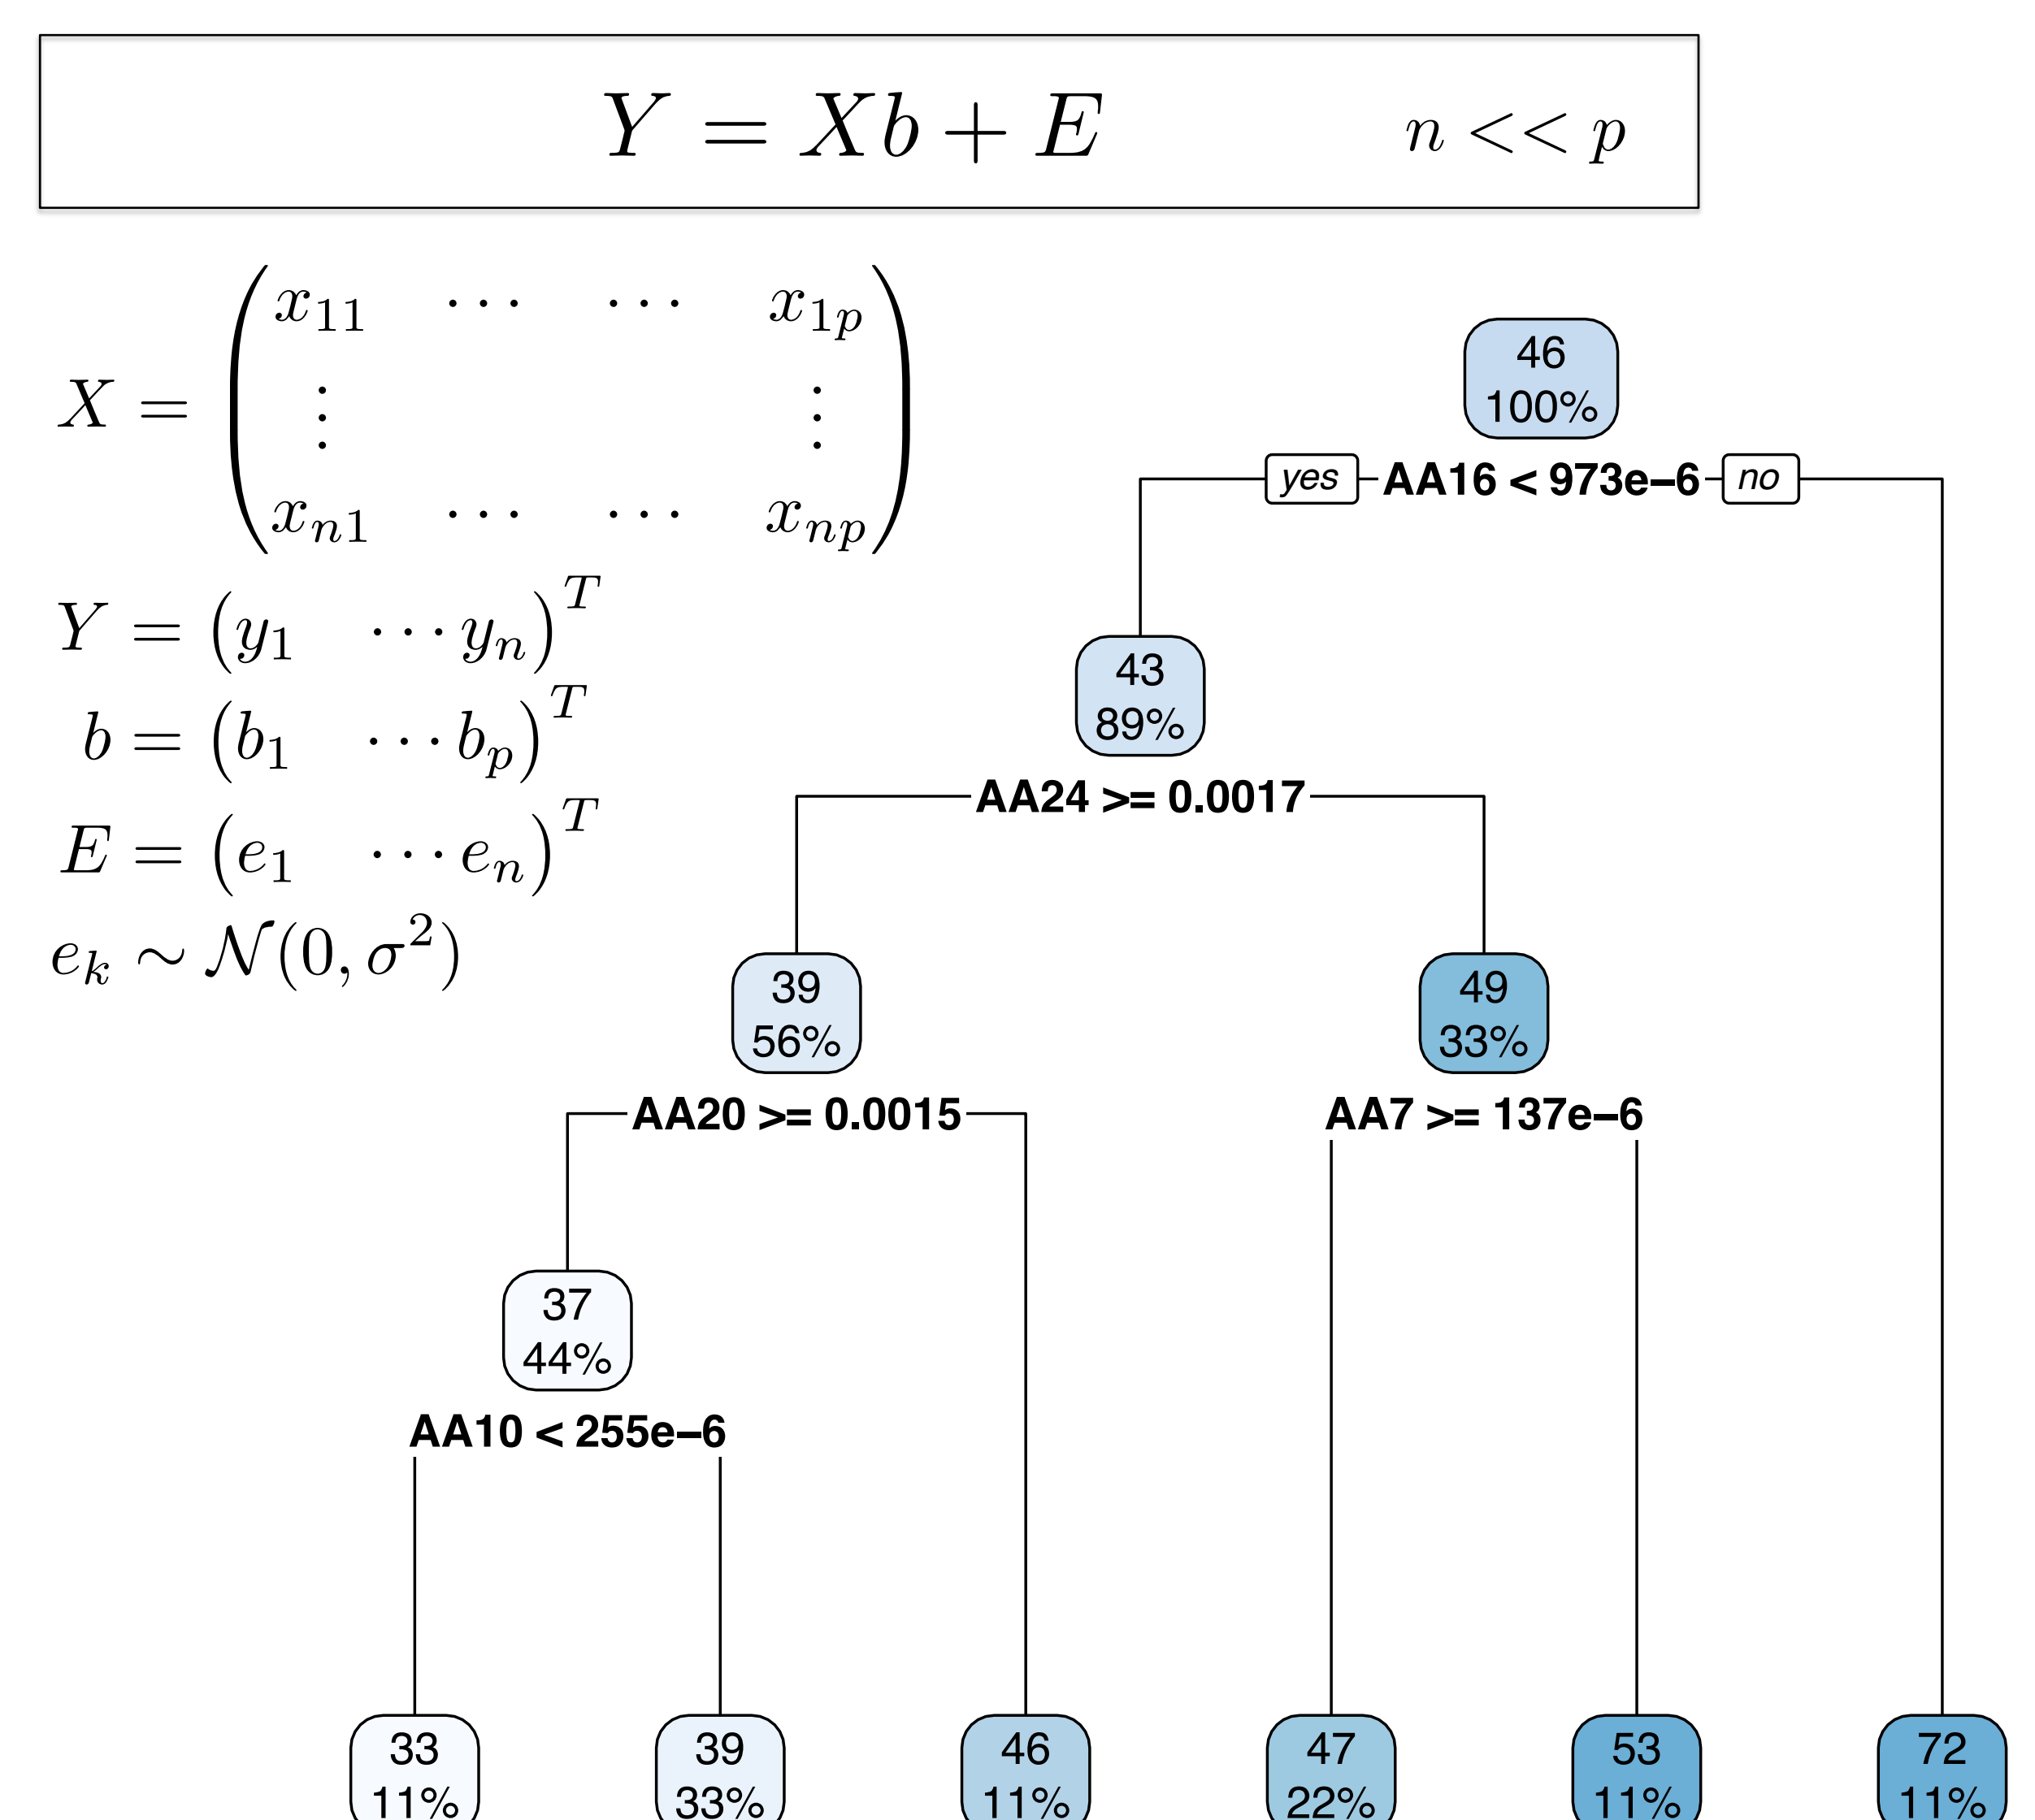 Y = Xb + E n << p
X = ( x₁₁ ⋯ ⋯ x₁ₚ
⋮ ⋮
xₙ₁ ⋯ ⋯ xₙₚ )
Y = (y₁ ⋯ yₙ)ᵀ
b = (b₁ ⋯ bₚ)ᵀ
E = (e₁ ⋯ eₙ)ᵀ
eₖ ∼ 𝒩(0, σ²)
46
100%
yes AA16 < 973e−6 no
43
89%
AA24 >= 0.0017
39
56%
49
33%
AA20 >= 0.0015
AA7 >= 137e−6
37
44%
AA10 < 255e−6
33
11%
39
33%
46
11%
47
22%
53
11%
72
11%